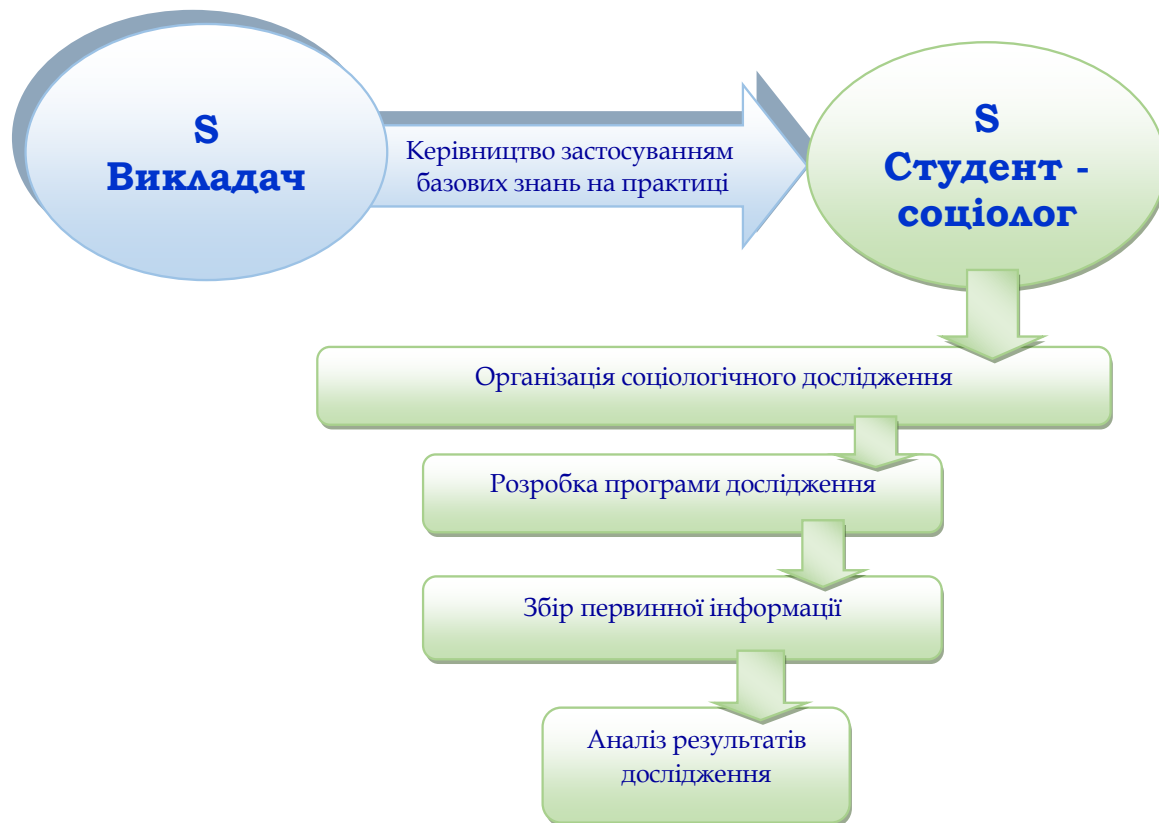 S
Викладач
Керівництво застосуванням
базових знань на практиці
S
Студент -
соціолог
Організація соціологічного дослідження
Розробка програми дослідження
Збір первинної інформації
Аналіз результатів
дослідження